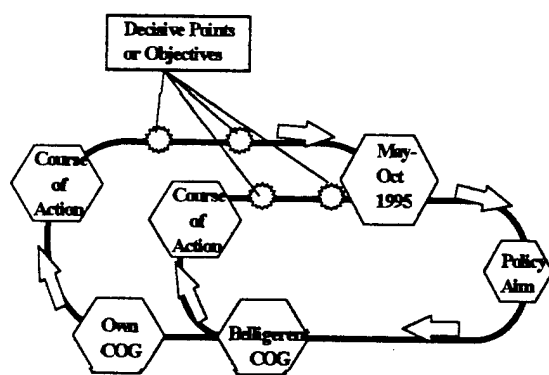 Decisive Points
or Objectives
Course
of
Action
Course
of
Action
May-
Oct
1995
Policy
Aim
Own
COG
Belligerent
COG